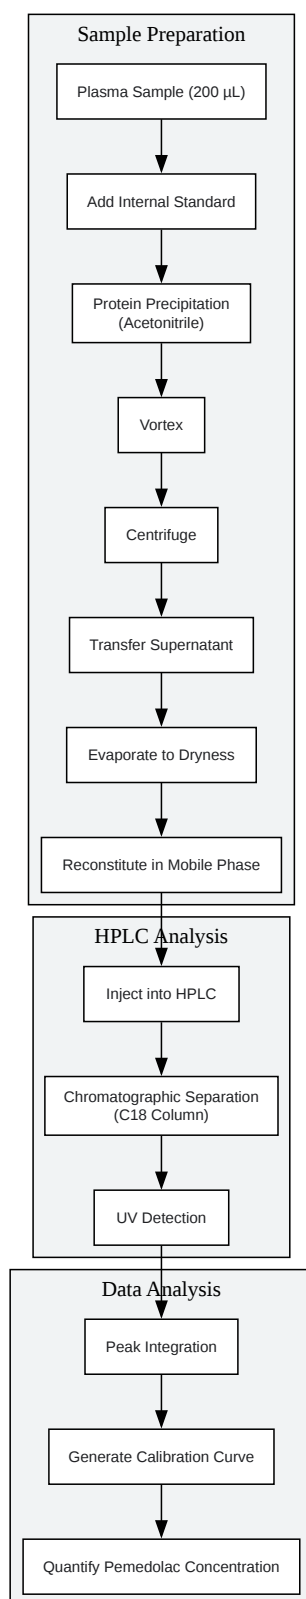 Sample Preparation
Plasma Sample (200 µL)
Add Internal Standard
Protein Precipitation
(Acetonitrile)
Vortex
Centrifuge
Transfer Supernatant
Evaporate to Dryness
Reconstitute in Mobile Phase
HPLC Analysis
Inject into HPLC
Chromatographic Separation
(C18 Column)
UV Detection
Data Analysis
Peak Integration
Generate Calibration Curve
Quantify Pemedolac Concentration